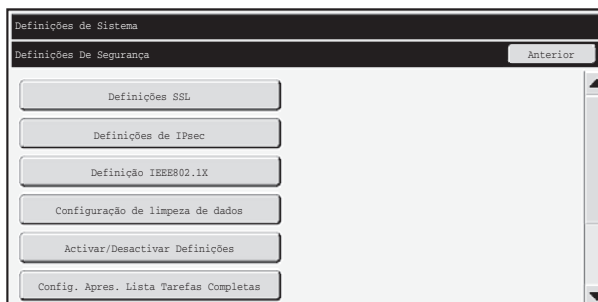 Definições de Sistema
Definições De Segurança
Anterior
Definições SSL
Definições de IPsec
Definição IEEE802.1X
Configuração de limpeza de dados
Activar/Desactivar Definições
Config. Apres. Lista Tarefas Completas